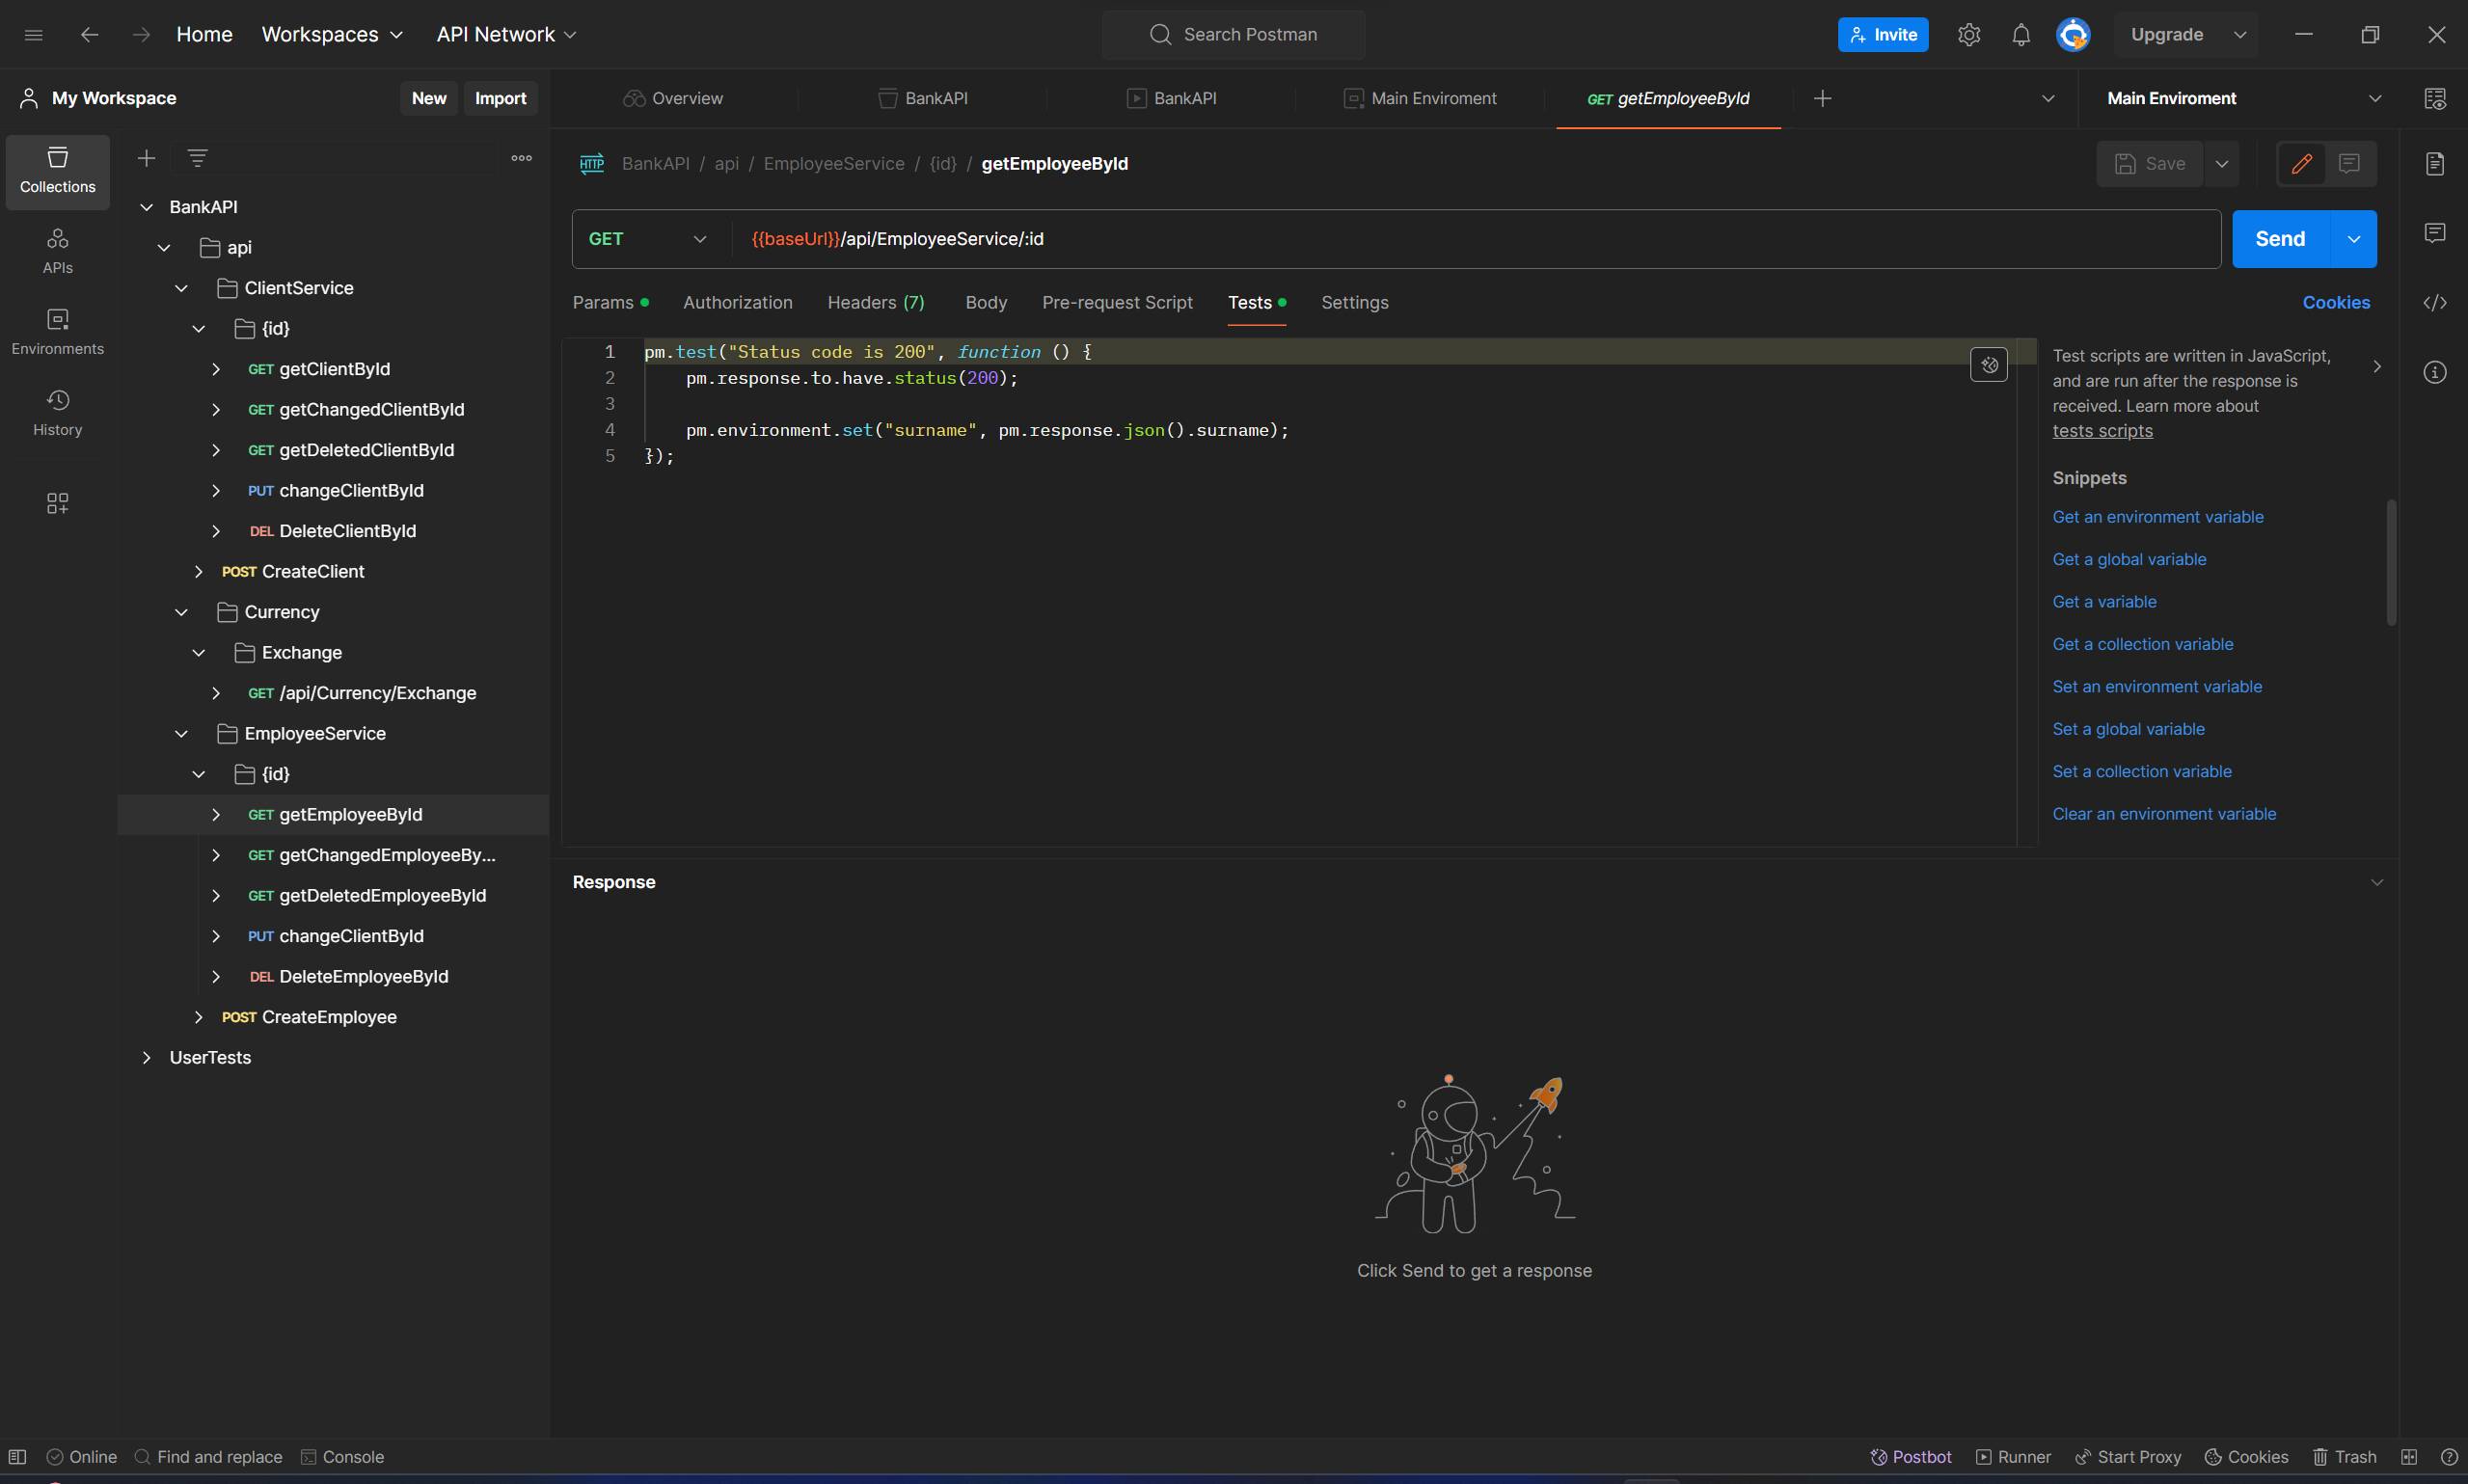 Home Workspaces API Network Search Postman Invite Upgrade
My Workspace New Import Overview BankAPI BankAPI Main Enviroment GET getEmployeeById Main Enviroment
Collections
APIs
Environments
History
BankAPI
api
ClientService
{id}
GET getClientById
GET getChangedClientById
GET getDeletedClientById
PUT changeClientById
DEL DeleteClientById
POST CreateClient
Currency
Exchange
GET /api/Currency/Exchange
EmployeeService
{id}
GET getEmployeeById
GET getChangedEmployeeBy...
GET getDeletedEmployeeById
PUT changeClientById
DEL DeleteEmployeeById
POST CreateEmployee
UserTests
HTTP BankAPI / api / EmployeeService / {id} / getEmployeeById Save
GET {{baseUrl}}/api/EmployeeService/:id Send
Params Authorization Headers (7) Body Pre-request Script Tests Settings Cookies
1 pm.test("Status code is 200", function () {
2 pm.response.to.have.status(200);
3
4 pm.environment.set("surname", pm.response.json().surname);
5 });
Test scripts are written in JavaScript,
and are run after the response is
received. Learn more about
tests scripts
Snippets
Get an environment variable
Get a global variable
Get a variable
Get a collection variable
Set an environment variable
Set a global variable
Set a collection variable
Clear an environment variable
Response
Click Send to get a response
Online Find and replace Console Postbot Runner Start Proxy Cookies Trash